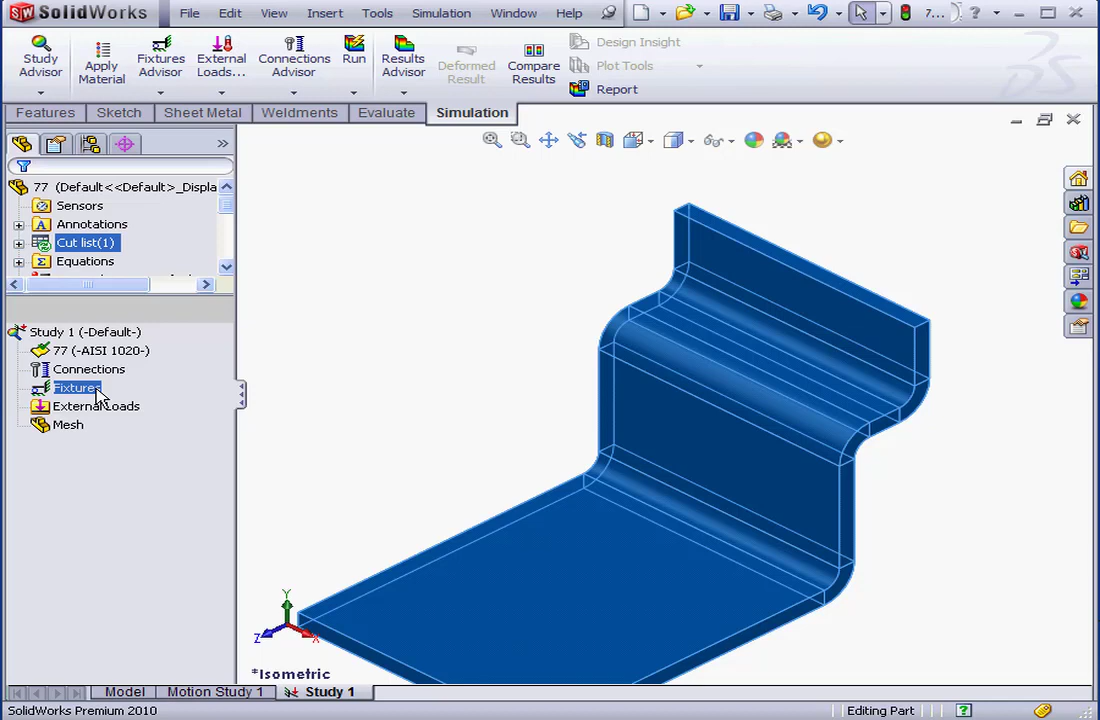 SW SolidWorks File Edit View Insert Tools Simulation Window Help 7... ?
Study Advisor
Apply Material
Fixtures Advisor
External Loads...
Connections Advisor
Run
Results Advisor
Deformed Result
Compare Results
Design Insight
Plot Tools
Report
Features Sketch Sheet Metal Weldments Evaluate Simulation
77 (Default<<Default>_Displa
Sensors
A Annotations
Cut list(1)
Σ Equations
Study 1 (-Default-)
77 (-AISI 1020-)
Connections
Fixtures
External Loads
Mesh
Y
Z X
*Isometric
Model Motion Study 1 Study 1
SolidWorks Premium 2010 Editing Part ?